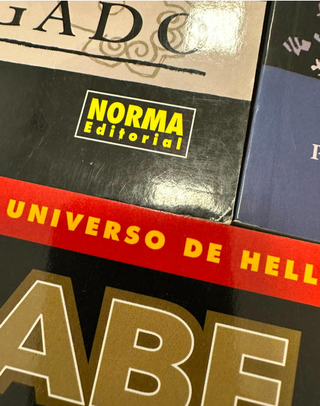 GADO
NORMA
Editorial
P
UNIVERSO DE HELL
ABE